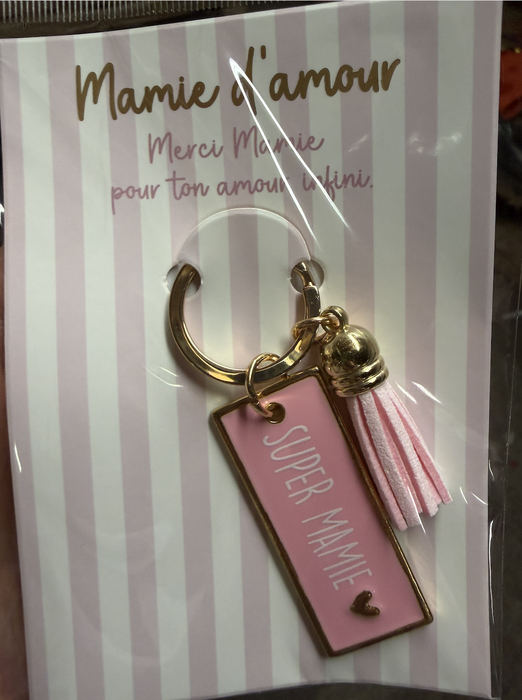 Mamie d'amour
Merci Mamie
pour ton amour infini.
SUPER MAMIE